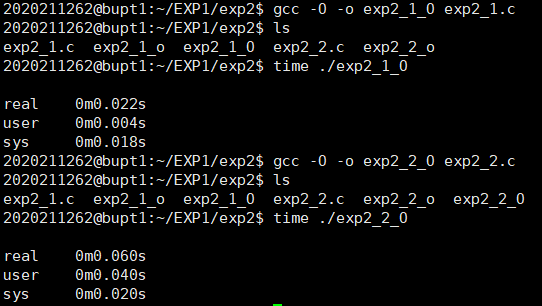 2020211262@bupt1:~/EXP1/exp2$ gcc -O -o exp2_1_O exp2_1.c
2020211262@bupt1:~/EXP1/exp2$ ls
exp2_1.c  exp2_1_o  exp2_1_O  exp2_2.c  exp2_2_o
2020211262@bupt1:~/EXP1/exp2$ time ./exp2_1_O

real    0m0.022s
user    0m0.004s
sys     0m0.018s
2020211262@bupt1:~/EXP1/exp2$ gcc -O -o exp2_2_O exp2_2.c
2020211262@bupt1:~/EXP1/exp2$ ls
exp2_1.c  exp2_1_o  exp2_1_O  exp2_2.c  exp2_2_o  exp2_2_O
2020211262@bupt1:~/EXP1/exp2$ time ./exp2_2_O

real    0m0.060s
user    0m0.040s
sys     0m0.020s